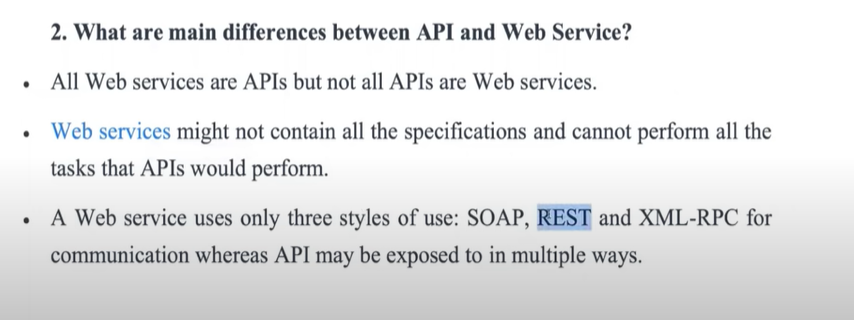 2. What are main differences between API and Web Service?
• All Web services are APIs but not all APIs are Web services.
• Web services might not contain all the specifications and cannot perform all the
tasks that APIs would perform.
• A Web service uses only three styles of use: SOAP, REST and XML-RPC for
communication whereas API may be exposed to in multiple ways.